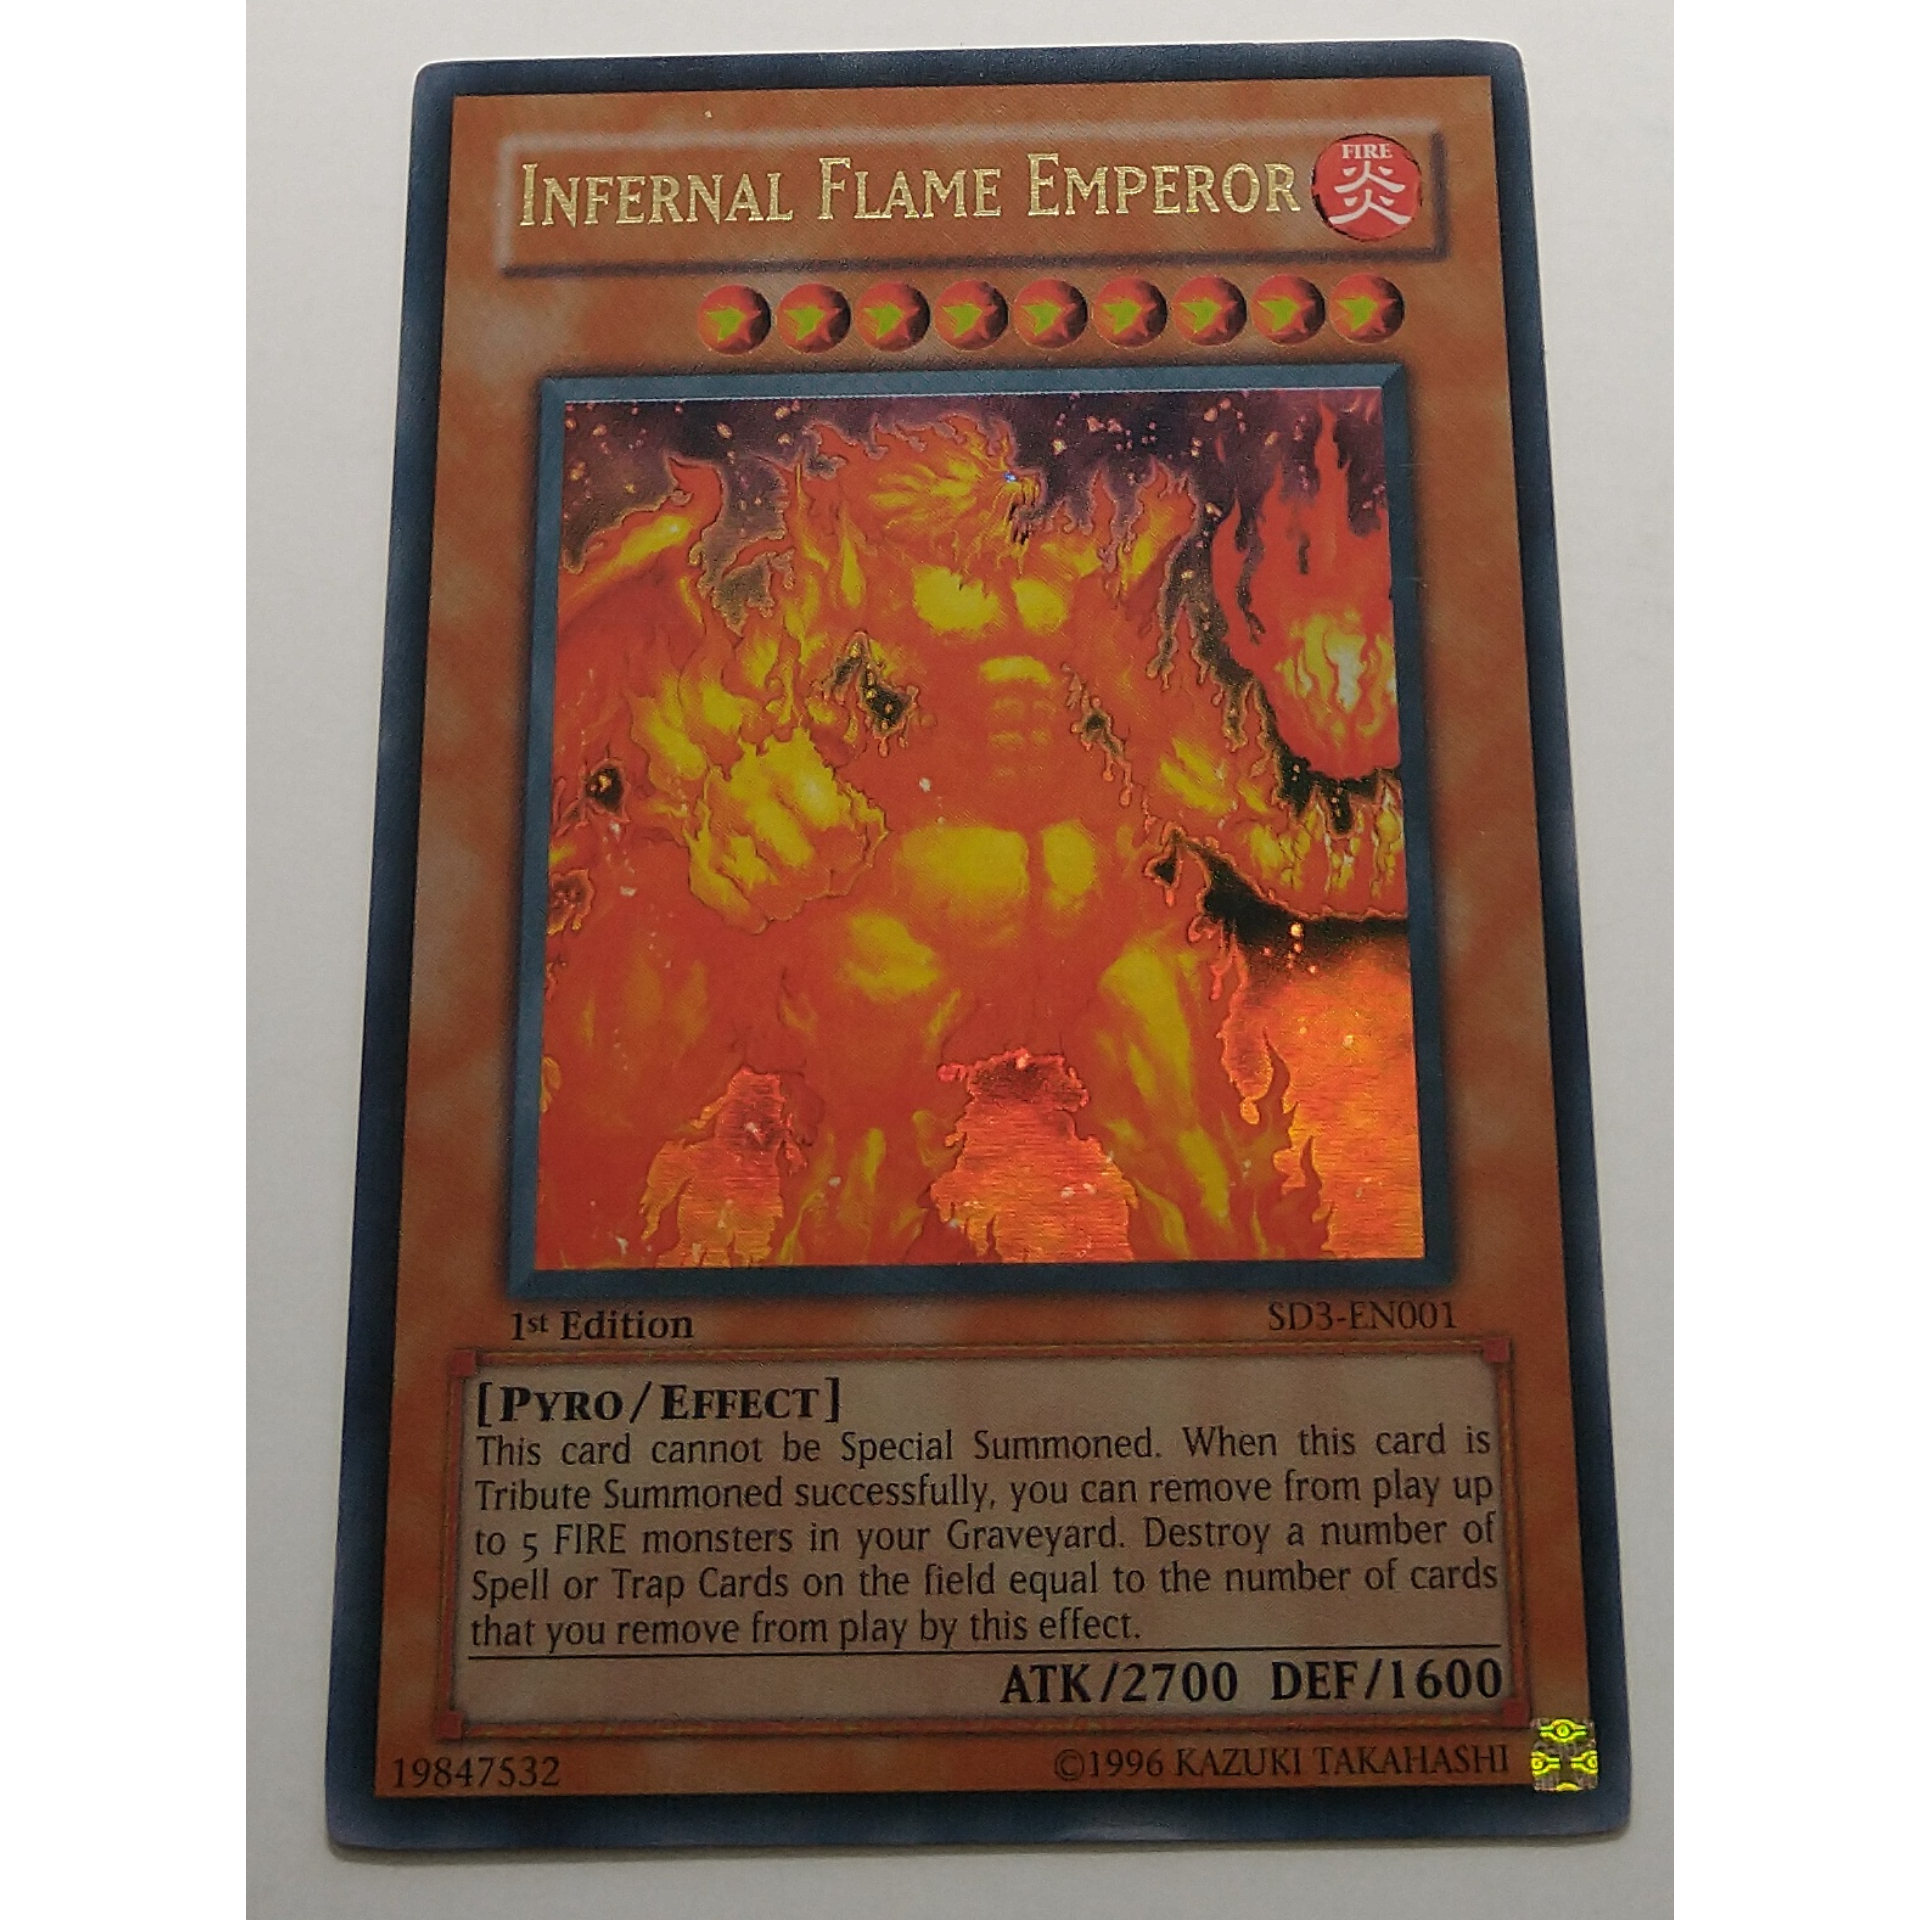 INFERNAL FLAME EMPEROR
FIRE
炎
1st Edition
SD3-EN001
[PYRO/EFFECT]
This card cannot be Special Summoned. When this card is
Tribute Summoned successfully, you can remove from play up
to 5 FIRE monsters in your Graveyard. Destroy a number of
Spell or Trap Cards on the field equal to the number of cards
that you remove from play by this effect.
ATK/2700 DEF/1600
19847532
©1996 KAZUKI TAKAHASHI